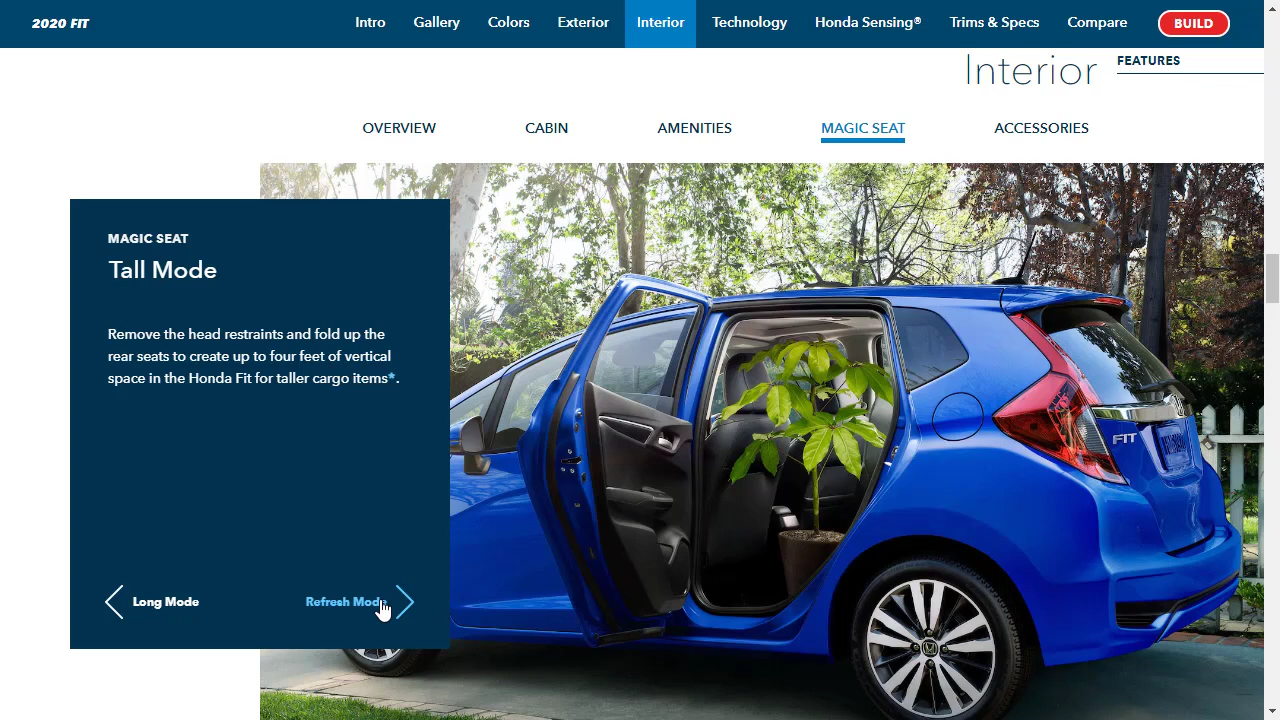 2020 FIT
Intro Gallery Colors Exterior Interior Technology Honda Sensing® Trims & Specs Compare BUILD
Interior
FEATURES
OVERVIEW CABIN AMENITIES MAGIC SEAT ACCESSORIES
MAGIC SEAT
Tall Mode
Remove the head restraints and fold up the
rear seats to create up to four feet of vertical
space in the Honda Fit for taller cargo items*.
Long Mode
Refresh Mode
FIT